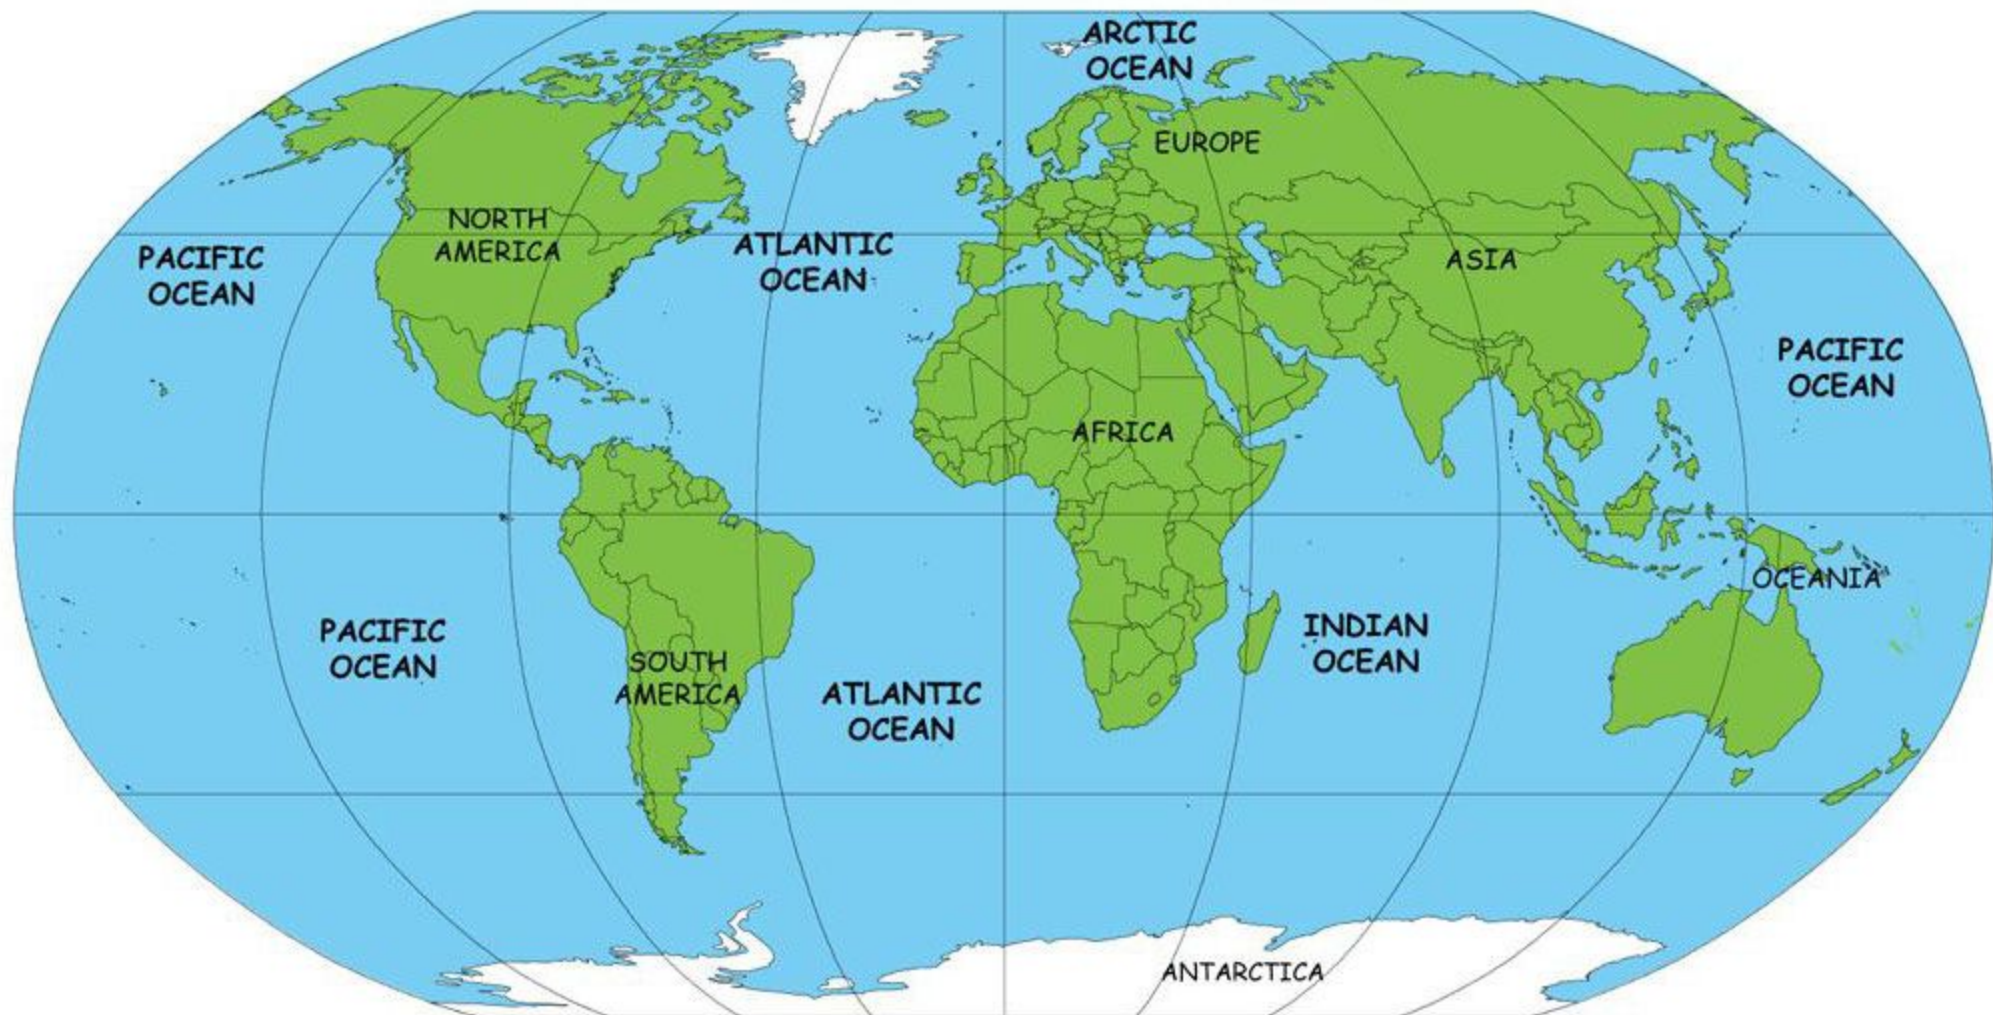 ARCTIC
OCEAN
EUROPE
NORTH
AMERICA
PACIFIC
OCEAN
ATLANTIC
OCEAN
ASIA
PACIFIC
OCEAN
AFRICA
OCEANIA
PACIFIC
OCEAN
INDIAN
OCEAN
SOUTH
AMERICA
ATLANTIC
OCEAN
ANTARCTICA